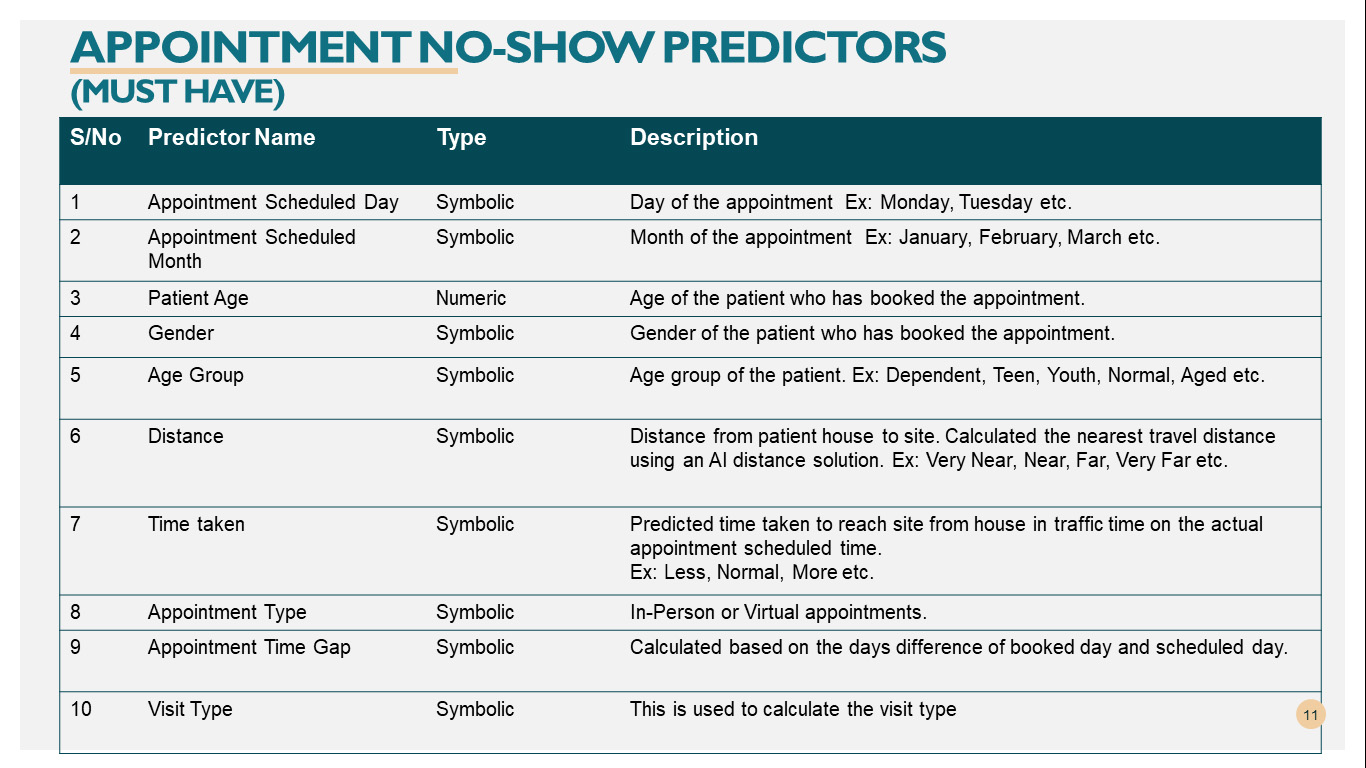 APPOINTMENT NO-SHOW PREDICTORS
(MUST HAVE)
S/No Predictor Name Type Description
1 Appointment Scheduled Day Symbolic Day of the appointment Ex: Monday, Tuesday etc.
2 Appointment Scheduled Symbolic Month of the appointment Ex: January, February, March etc.
Month
3 Patient Age Numeric Age of the patient who has booked the appointment.
4 Gender Symbolic Gender of the patient who has booked the appointment.
5 Age Group Symbolic Age group of the patient. Ex: Dependent, Teen, Youth, Normal, Aged etc.
6 Distance Symbolic Distance from patient house to site. Calculated the nearest travel distance
using an AI distance solution. Ex: Very Near, Near, Far, Very Far etc.
7 Time taken Symbolic Predicted time taken to reach site from house in traffic time on the actual
appointment scheduled time.
Ex: Less, Normal, More etc.
8 Appointment Type Symbolic In-Person or Virtual appointments.
9 Appointment Time Gap Symbolic Calculated based on the days difference of booked day and scheduled day.
10 Visit Type Symbolic This is used to calculate the visit type
11